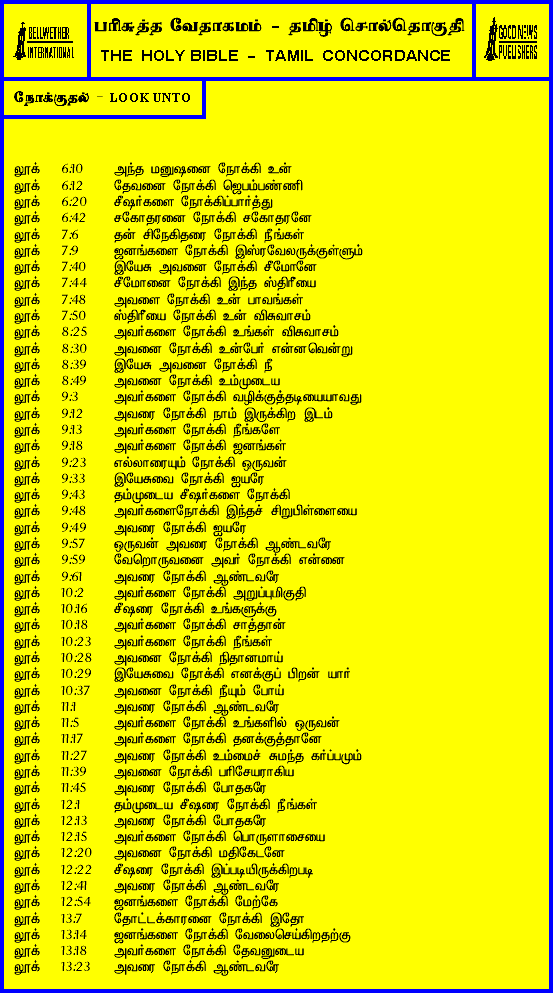 BELLWETHER
INTERNATIONAL
பரிசுத்த வேதாகமம் - தமிழ் சொல்தொகுதி
THE HOLY BIBLE - TAMIL CONCORDANCE
GOOD NEWS
PUBLISHERS
நோக்குதல் - LOOK UNTO
லூக் 6:10 அந்த மனுஷனை நோக்கி உன்
லூக் 6:12 தேவனை நோக்கி ஜெபம்பண்ணி
லூக் 6:20 சீஷர்களை நோக்கிப்பார்த்து
லூக் 6:42 சகோதரனை நோக்கி சகோதரனே
லூக் 7:6 தன் சிநேகிதரை நோக்கி நீங்கள்
லூக் 7:9 ஜனங்களை நோக்கி இஸ்ரவேலருக்குள்ளும்
லூக் 7:40 இயேசு அவனை நோக்கி சீமோனே
லூக் 7:44 சீமோனை நோக்கி இந்த ஸ்திரீயை
லூக் 7:48 அவளை நோக்கி உன் பாவங்கள்
லூக் 7:50 ஸ்திரீயை நோக்கி உன் விசுவாசம்
லூக் 8:25 அவர்களை நோக்கி உங்கள் விசுவாசம்
லூக் 8:30 அவனை நோக்கி உன்பேர் என்னவென்று
லூக் 8:39 இயேசு அவனை நோக்கி நீ
லூக் 8:49 அவனை நோக்கி உம்முடைய
லூக் 9:3 அவர்களை நோக்கி வழிக்குத்தடியையாவது
லூக் 9:12 அவரை நோக்கி நாம் இருக்கிற இடம்
லூக் 9:13 அவர்களை நோக்கி நீங்களே
லூக் 9:18 அவர்களை நோக்கி ஜனங்கள்
லூக் 9:23 எல்லாரையும் நோக்கி ஒருவன்
லூக் 9:33 இயேசுவை நோக்கி ஐயரே
லூக் 9:43 தம்முடைய சீஷர்களை நோக்கி
லூக் 9:48 அவர்களைநோக்கி இந்தச் சிறுபிள்ளையை
லூக் 9:49 அவரை நோக்கி ஐயரே
லூக் 9:57 ஒருவன் அவரை நோக்கி ஆண்டவரே
லூக் 9:59 வேறொருவனை அவர் நோக்கி என்னை
லூக் 9:61 அவரை நோக்கி ஆண்டவரே
லூக் 10:2 அவர்களை நோக்கி அறுப்புமிகுதி
லூக் 10:16 சீஷரை நோக்கி உங்களுக்கு
லூக் 10:18 அவர்களை நோக்கி சாத்தான்
லூக் 10:23 அவர்களை நோக்கி நீங்கள்
லூக் 10:28 அவனை நோக்கி நிதானமாய்
லூக் 10:29 இயேசுவை நோக்கி எனக்குப் பிறன் யார்
லூக் 10:37 அவனை நோக்கி நீயும் போய்
லூக் 11:1 அவரை நோக்கி ஆண்டவரே
லூக் 11:5 அவர்களை நோக்கி உங்களில் ஒருவன்
லூக் 11:17 அவர்களை நோக்கி தனக்குத்தானே
லூக் 11:27 அவரை நோக்கி உம்மைச் சுமந்த கர்ப்பமும்
லூக் 11:39 அவனை நோக்கி பரிசேயராகிய
லூக் 11:45 அவரை நோக்கி போதகரே
லூக் 12:1 தம்முடைய சீஷரை நோக்கி நீங்கள்
லூக் 12:13 அவரை நோக்கி போதகரே
லூக் 12:15 அவர்களை நோக்கி பொருளாசையை
லூக் 12:20 அவனை நோக்கி மதிகேடனே
லூக் 12:22 சீஷரை நோக்கி இப்படியிருக்கிறபடி
லூக் 12:41 அவரை நோக்கி ஆண்டவரே
லூக் 12:54 ஜனங்களை நோக்கி மேற்கே
லூக் 13:7 தோட்டக்காரனை நோக்கி இதோ
லூக் 13:14 ஜனங்களை நோக்கி வேலைசெய்கிறதற்கு
லூக் 13:18 அவர்களை நோக்கி தேவனுடைய
லூக் 13:23 அவரை நோக்கி ஆண்டவரே